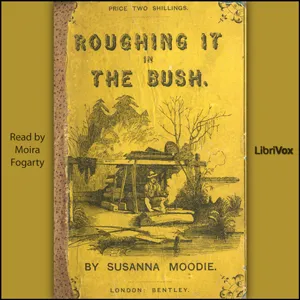 PRICE TWO SHILLINGS.
ROUGHING IT
IN
THE BUSH.
Read by
Moira
Fogarty
LibriVox
BY SUSANNA MOODIE.
LONDON: BENTLEY.